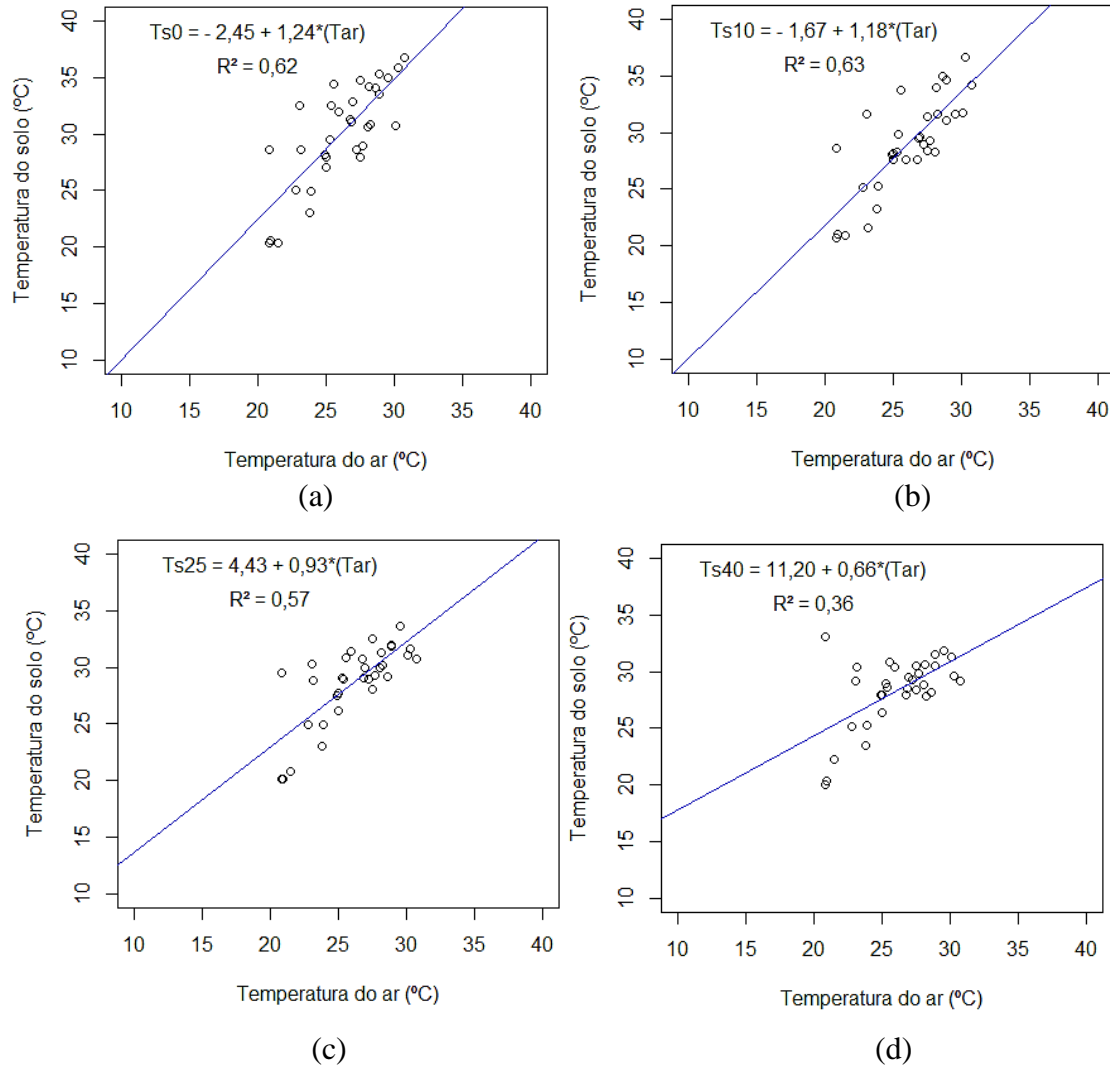 Ts0 = - 2,45 + 1,24*(Tar)
R² = 0,62
Temperatura do solo (ºC)
40
35
30
25
20
15
10
10 15 20 25 30 35 40
Temperatura do ar (ºC)
(a)
Ts10 = - 1,67 + 1,18*(Tar)
R² = 0,63
Temperatura do solo (ºC)
40
35
30
25
20
15
10
10 15 20 25 30 35 40
Temperatura do ar (ºC)
(b)
Ts25 = 4,43 + 0,93*(Tar)
R² = 0,57
Temperatura do solo (ºC)
40
35
30
25
20
15
10
10 15 20 25 30 35 40
Temperatura do ar (ºC)
(c)
Ts40 = 11,20 + 0,66*(Tar)
R² = 0,36
Temperatura do solo (ºC)
40
35
30
25
20
15
10
10 15 20 25 30 35 40
Temperatura do ar (ºC)
(d)